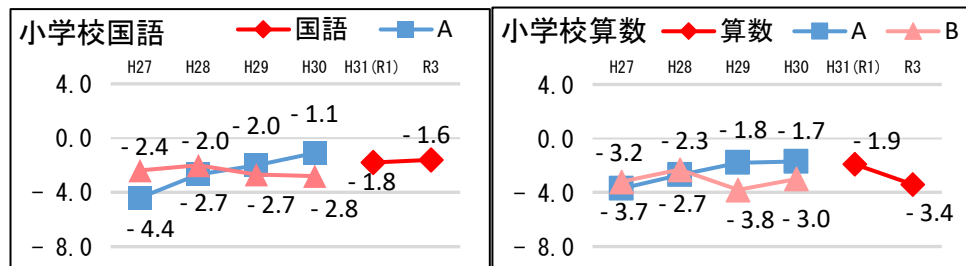 小学校国語 国語 A
H27 H28 H29 H30 H31(R1) R3
4.0
0.0
- 4.0
- 8.0
- 2.4 - 2.0 - 2.0 - 1.1 - 1.6
- 4.4 - 2.7 - 2.7 - 2.8 - 1.8
小学校算数 算数 A B
H27 H28 H29 H30 H31(R1) R3
4.0
0.0
- 4.0
- 8.0
- 3.2 - 2.3 - 1.8 - 1.7 - 1.9
- 3.7 - 2.7 - 3.8 - 3.0 - 3.4